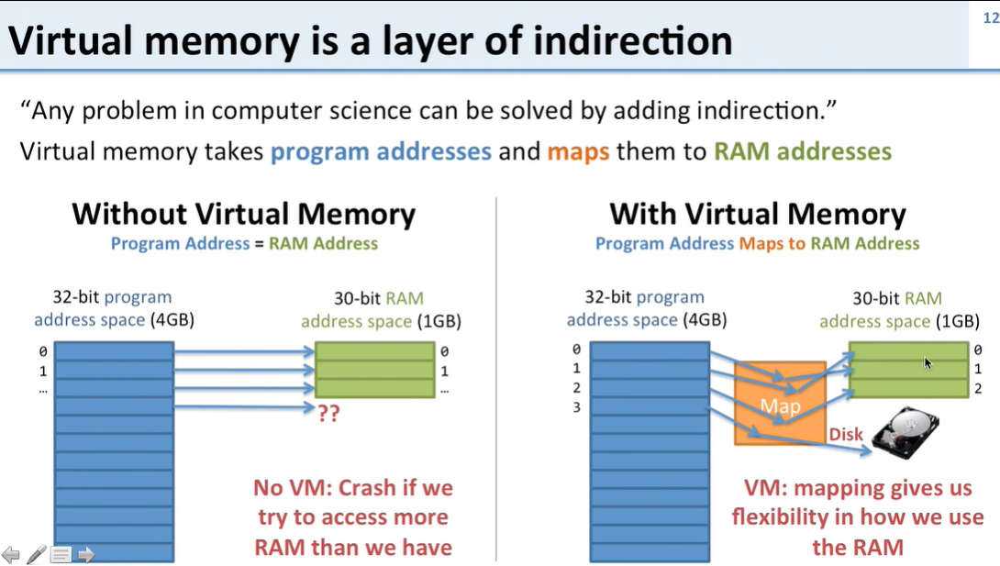 12
Virtual memory is a layer of indirection
“Any problem in computer science can be solved by adding indirection.”
Virtual memory takes program addresses and maps them to RAM addresses
Without Virtual Memory
Program Address = RAM Address
32-bit program
address space (4GB)
30-bit RAM
address space (1GB)
0
1
...
0
1
...
??
No VM: Crash if we
try to access more
RAM than we have
With Virtual Memory
Program Address Maps to RAM Address
32-bit program
address space (4GB)
30-bit RAM
address space (1GB)
0
1
2
3
Map
0
1
2
Disk
VM: mapping gives us
flexibility in how we use
the RAM